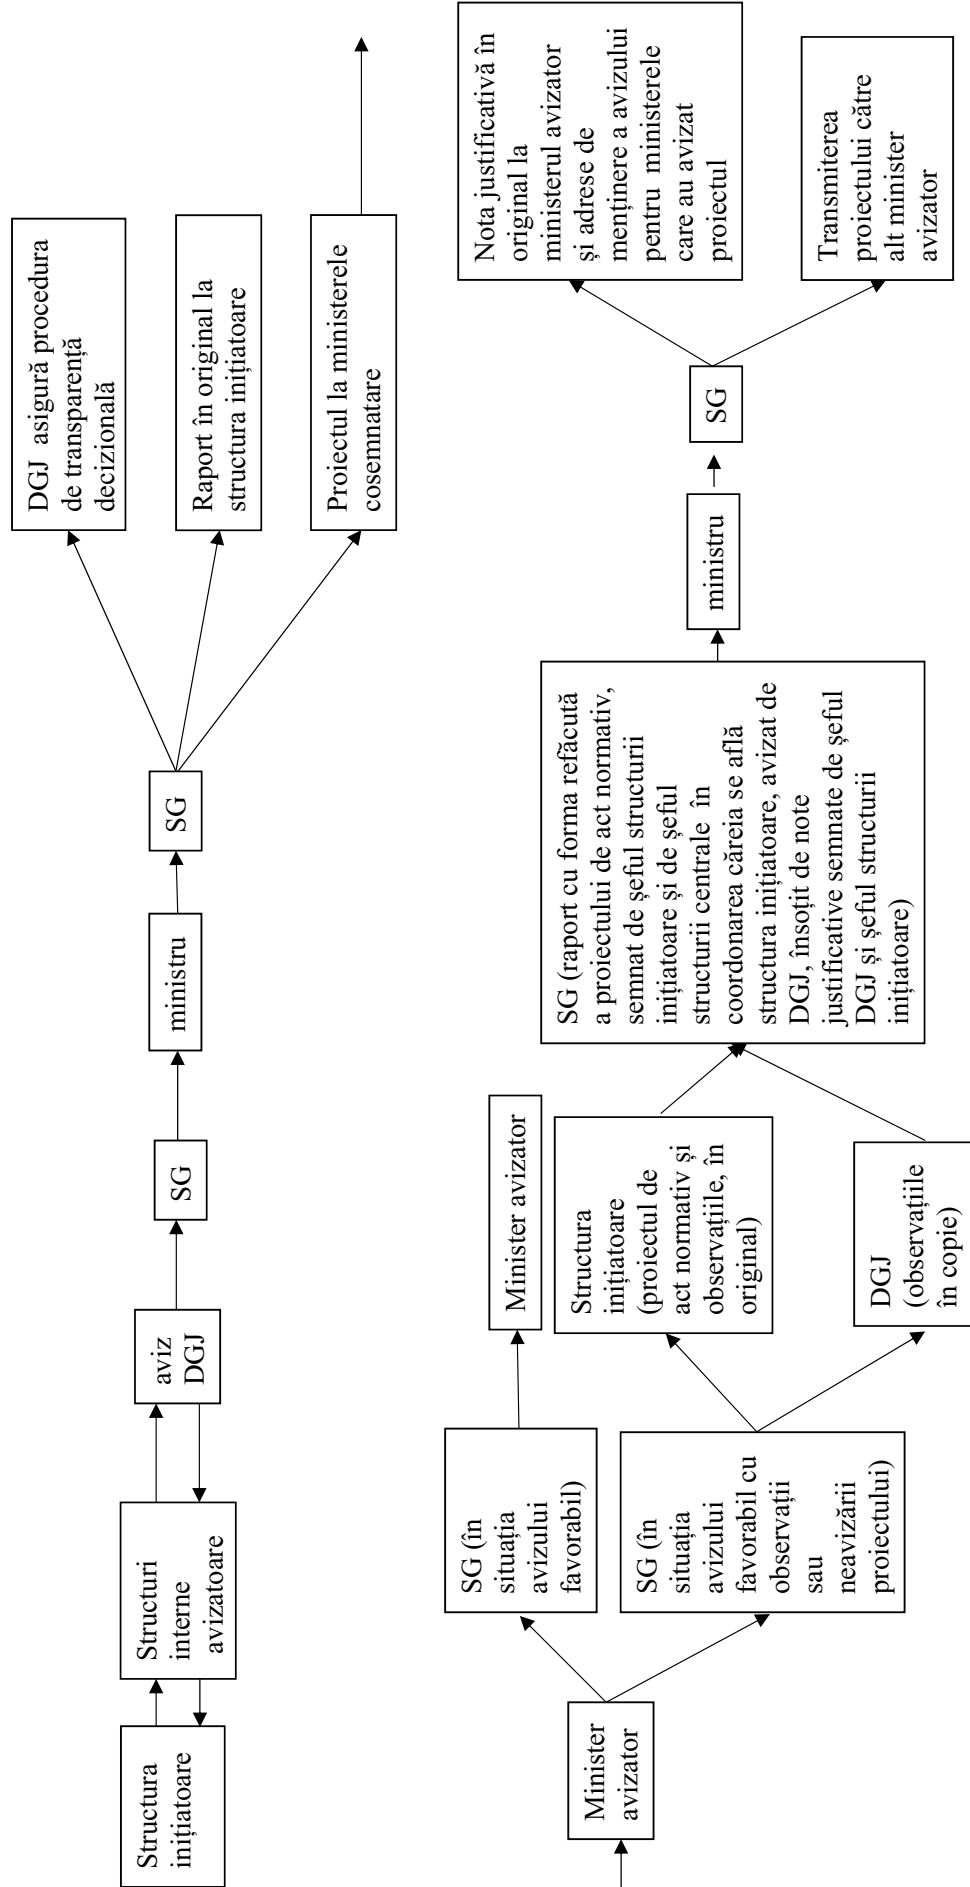 Structura
inițiatoare
Structuri
interne
avizatoare
aviz
DGJ
SG
ministru
SG
DGJ asigură procedura
de transparență
decizională
Raport în original la
structura inițiatoare
Proiectul la ministerele
cosemnatare
Minister
avizator
SG (în
situația
avizului
favorabil)
SG (în
situația
avizului
favorabil cu
observații
sau
neavizării
proiectului)
Minister avizator
Structura
inițiatoare
(proiectul de
act normativ și
observațiile, în
original)
DGJ
(observațiile
în copie)
SG (raport cu forma refăcută
a proiectului de act normativ,
semnat de șeful structurii
inițiatoare și de șeful
structurii centrale în
coordonarea căreia se află
structura inițiatoare, avizat de
DGJ, însoțit de note
justificative semnate de șeful
DGJ și șeful structurii
inițiatoare)
ministru
SG
Nota justificativă în
original la
ministerul avizator
și adrese de
menținere a avizului
pentru ministerele
care au avizat
proiectul
Transmiterea
proiectului către
alt minister
avizator